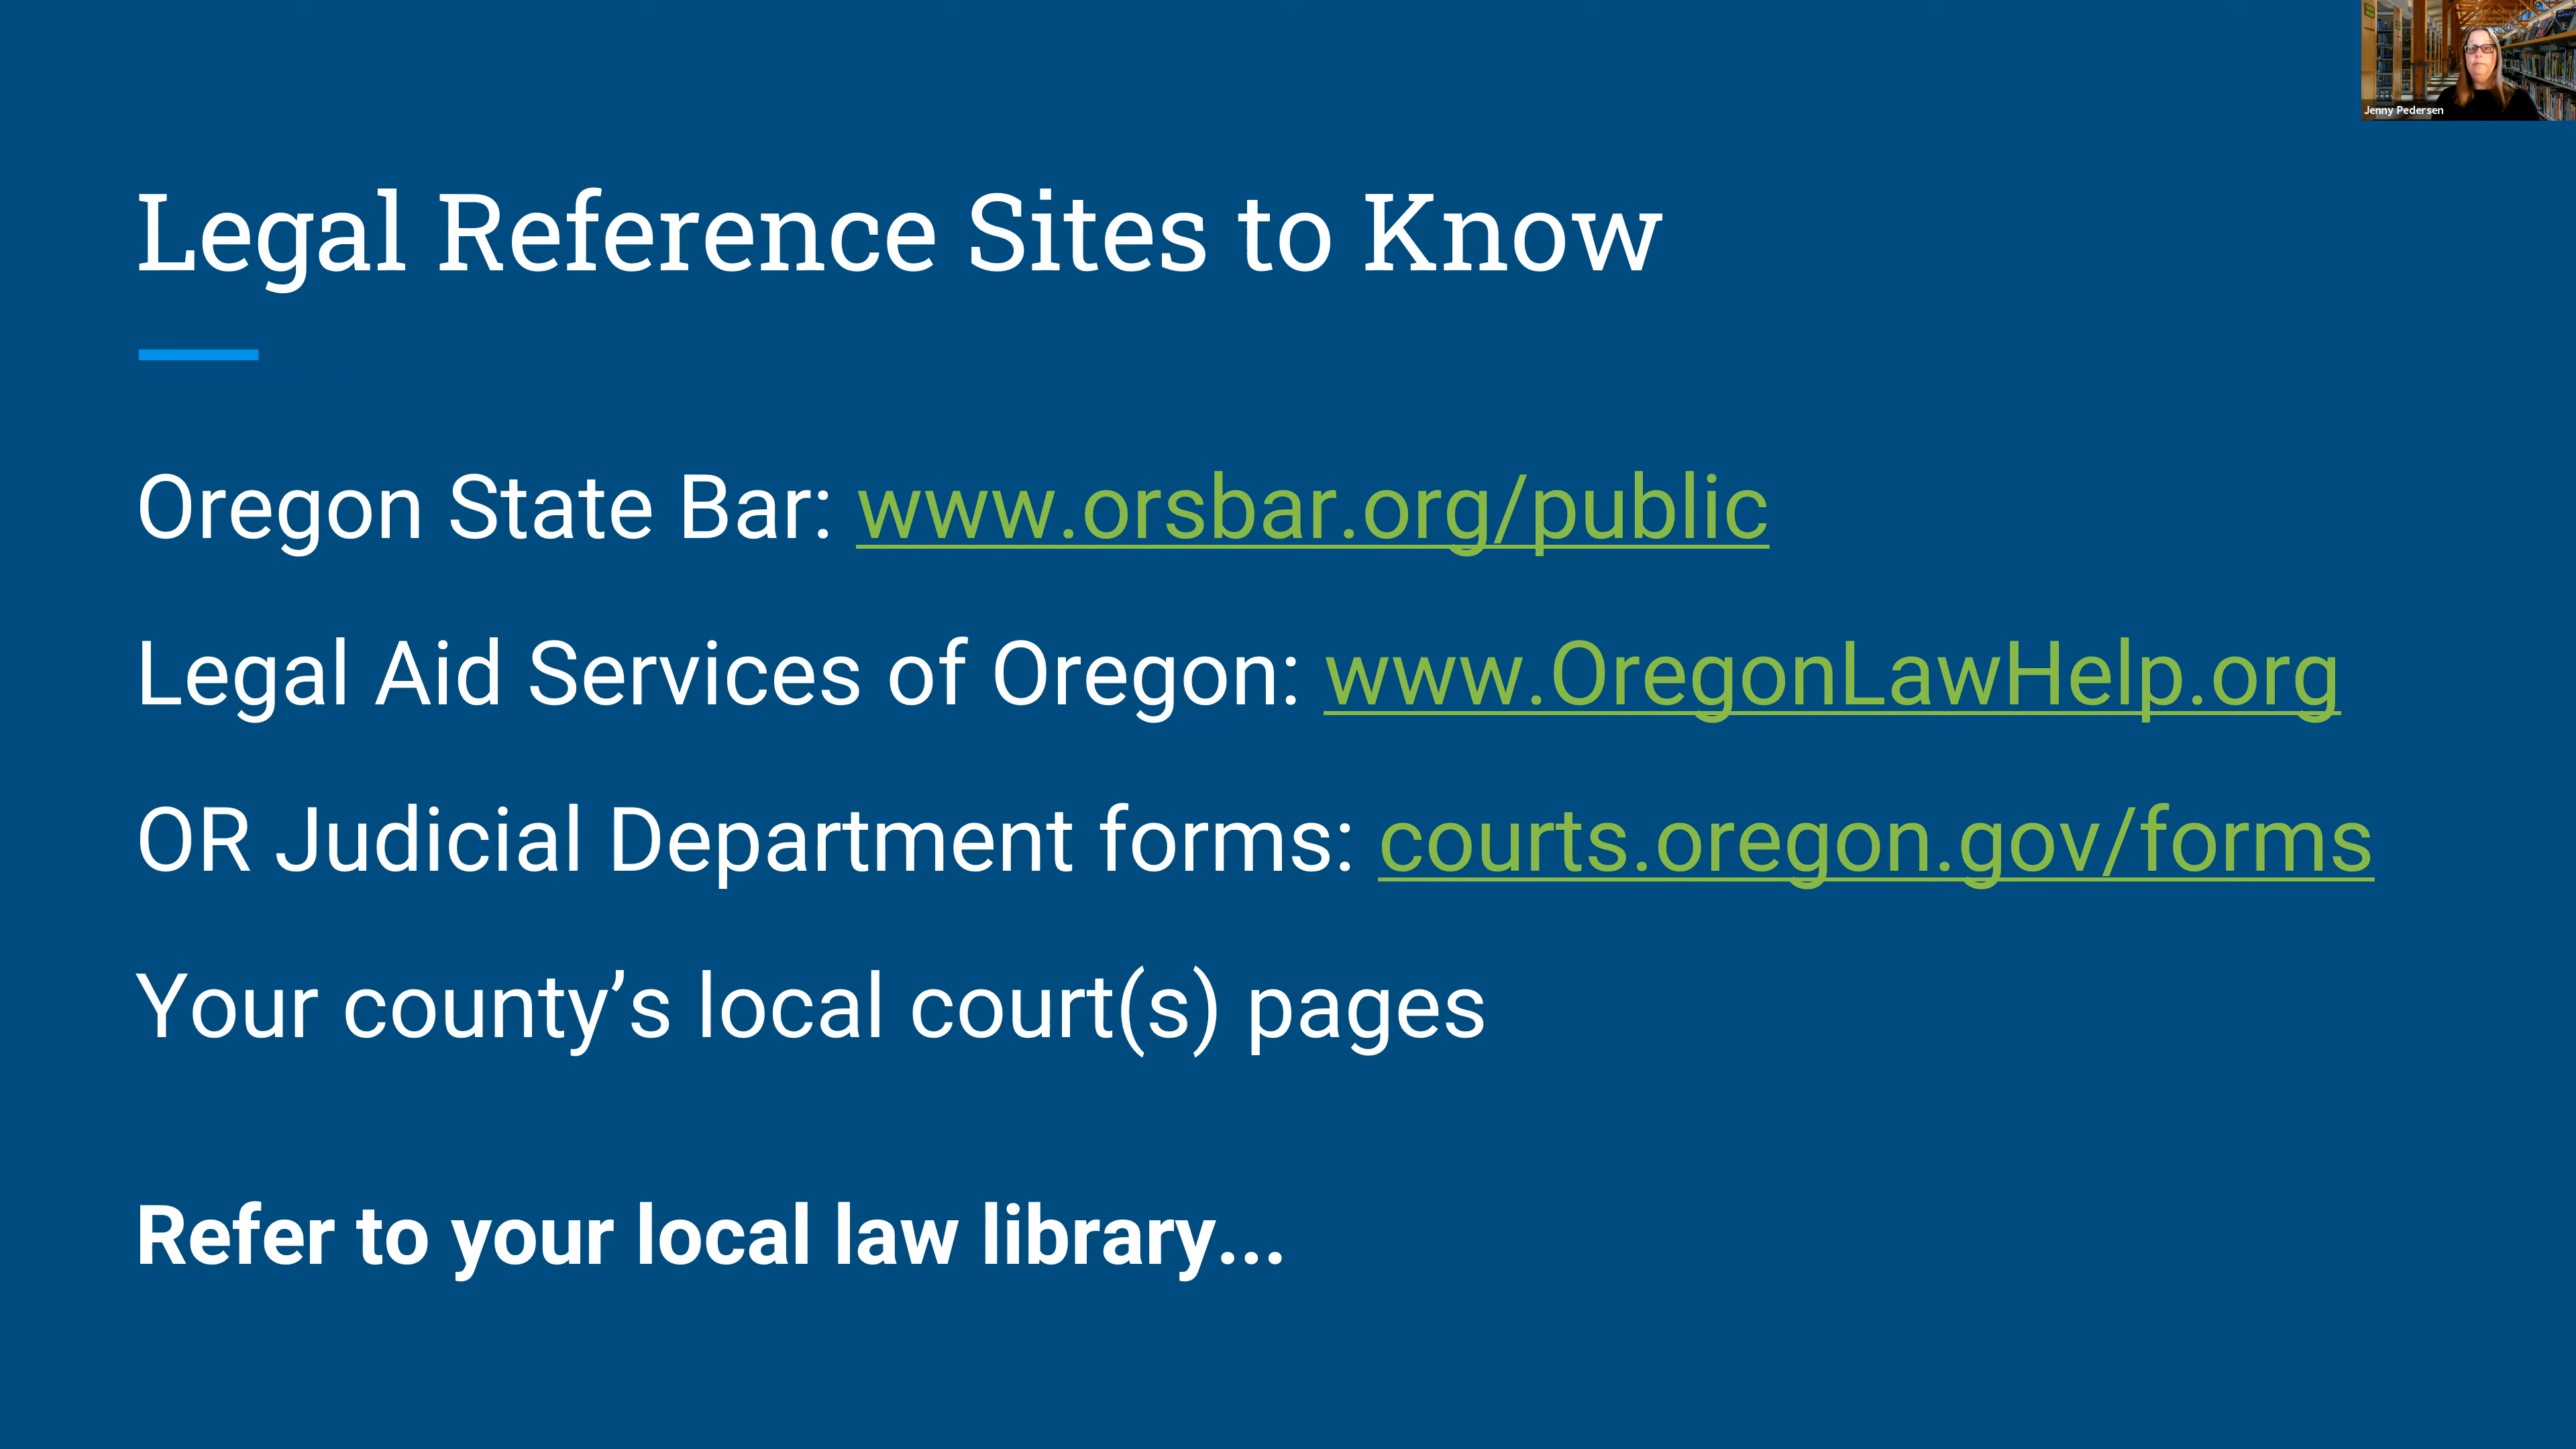 Jenny Pedersen
Legal Reference Sites to Know
Oregon State Bar: www.orsbar.org/public
Legal Aid Services of Oregon: www.OregonLawHelp.org
OR Judicial Department forms: courts.oregon.gov/forms
Your county’s local court(s) pages
Refer to your local law library...